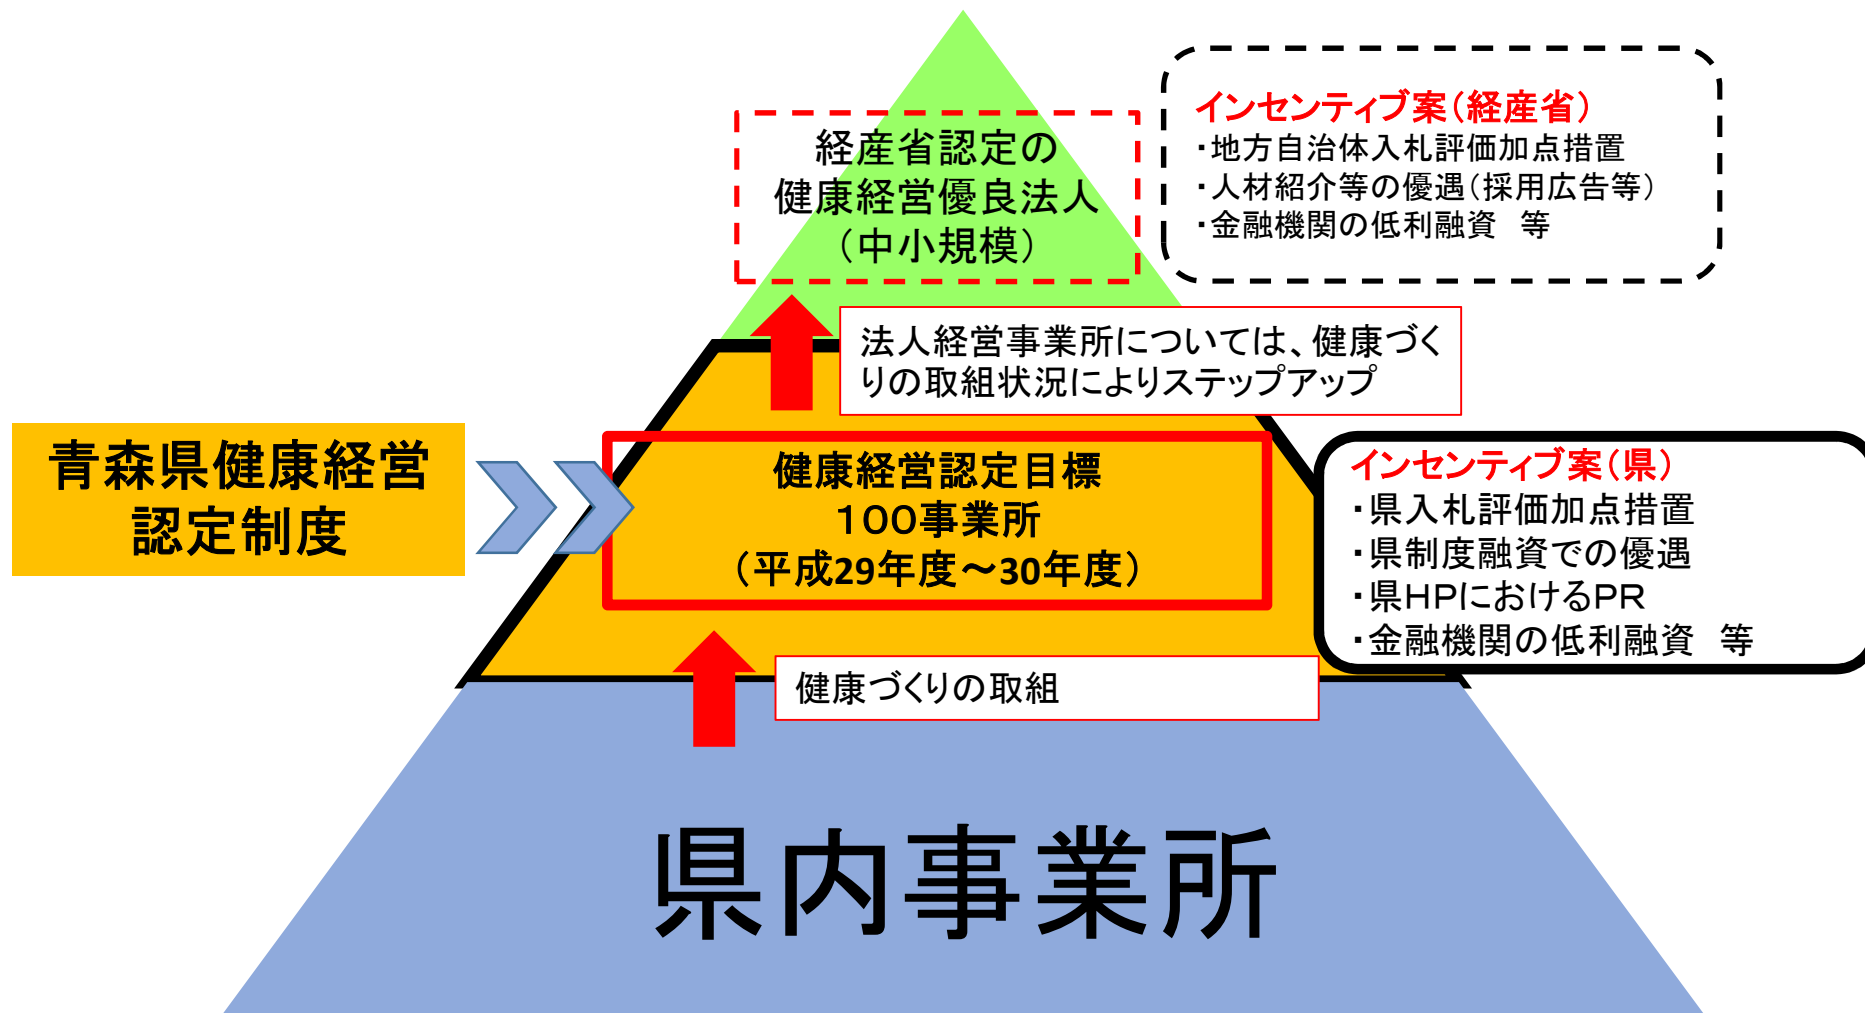 経産省認定の
健康経営優良法人
（中小規模）
インセンティブ案（経産省）
・地方自治体入札評価加点措置
・人材紹介等の優遇（採用広告等）
・金融機関の低利融資　等
法人経営事業所については、健康づく
りの取組状況によりステップアップ
青森県健康経営
認定制度
健康経営認定目標
１００事業所
（平成29年度～30年度）
インセンティブ案（県）
・県入札評価加点措置
・県制度融資での優遇
・県ＨＰにおけるＰＲ
・金融機関の低利融資　等
健康づくりの取組
県内事業所